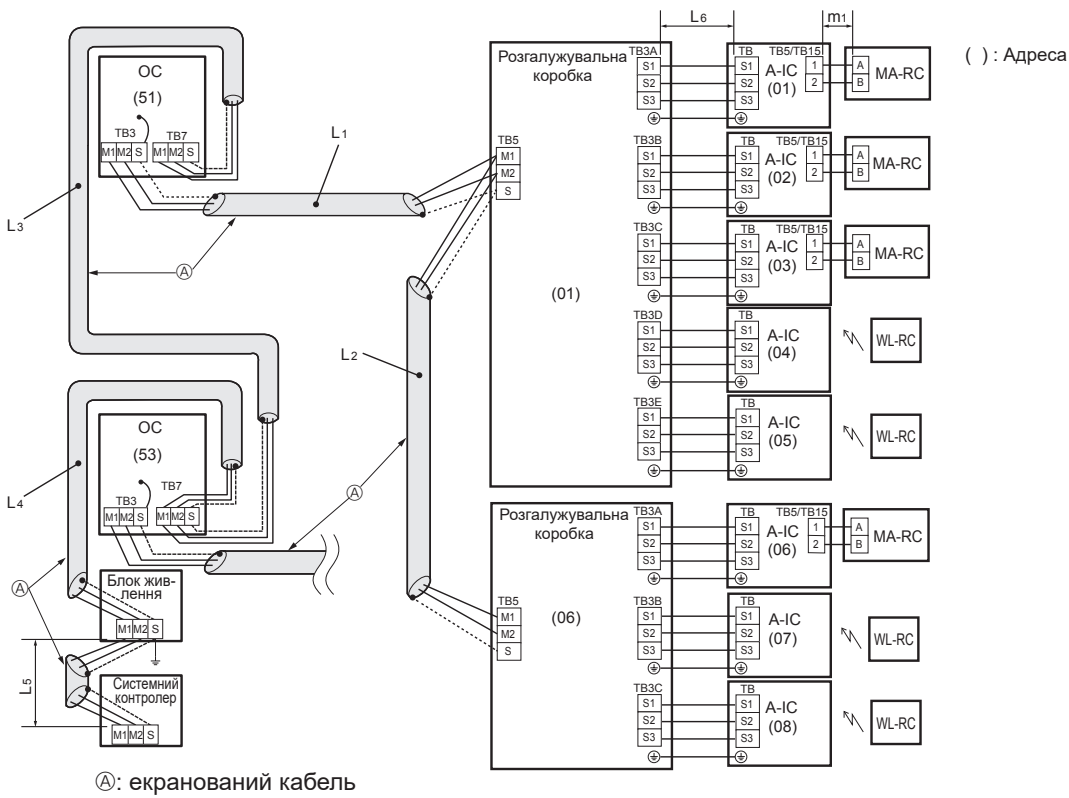 ОС
(51)
TB3
TB7
M1 M2 S
M1 M2 S
L1
L3
Ⓐ
ОС
(53)
TB3
TB7
M1 M2 S
M1 M2 S
L4
L2
Ⓐ
Ⓐ
Блок жив-
лення
M1 M2 S
L5
Системний
контролер
M1 M2 S
Розгалужувальна
коробка
TB5
M1
M2
S
(01)
L6
m1
TB3A
S1
S2
S3
TB
TB5/TB15
S1
S2
S3
A-IC
(01)
1
2
A
B
MA-RC
TB3B
S1
S2
S3
TB
TB5/TB15
S1
S2
S3
A-IC
(02)
1
2
A
B
MA-RC
TB3C
S1
S2
S3
TB
TB5/TB15
S1
S2
S3
A-IC
(03)
1
2
A
B
MA-RC
TB3D
S1
S2
S3
TB
S1
S2
S3
A-IC
(04)
WL-RC
TB3E
S1
S2
S3
TB
S1
S2
S3
A-IC
(05)
WL-RC
Розгалужувальна
коробка
TB5
M1
M2
S
(06)
TB3A
S1
S2
S3
TB
TB5/TB15
S1
S2
S3
A-IC
(06)
1
2
A
B
MA-RC
TB3B
S1
S2
S3
TB
S1
S2
S3
A-IC
(07)
WL-RC
TB3C
S1
S2
S3
TB
S1
S2
S3
A-IC
(08)
WL-RC
( ) : Адреса
Ⓐ: екранований кабель